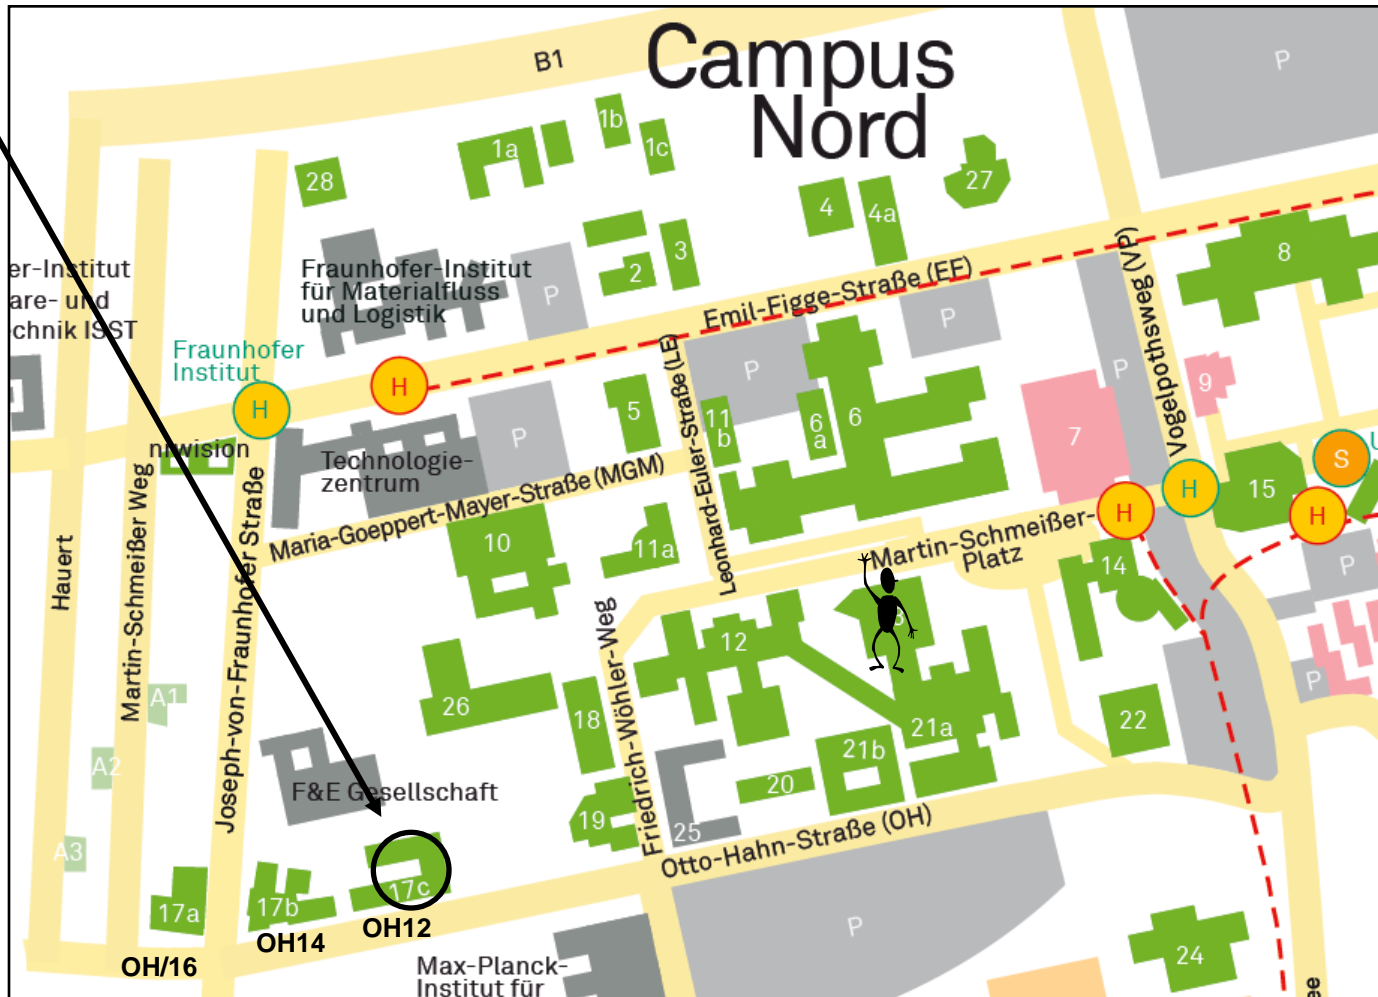 Campus
Nord
B1
P
1b
1a
1c
28
27
4
4a
3
2
8
er-Institut
are- und
echnik ISST
Fraunhofer-Institut
für Materialfluss
und Logistik
P
Emil-Figge-Straße (EF)
P
Vogelpothsweg (VP)
Fraunhofer
Institut
H
H
P
P
9
5
11
b
6
a
6
7
Leonhard-Euler-Straße (LE)
P
Technologie-
zentrum
Maria-Goeppert-Mayer-Straße (MGM)
S
U
H
15
H
H
Martin-Schmeißer-
Platz
10
11a
14
P
Hauert
Martin-Schmeißer Weg
Joseph-von-Fraunhofer Straße
Friedrich-Wöhler-Weg
12
A1
26
18
21a
22
P
21b
A2
F&E Gesellschaft
20
19
25
Otto-Hahn-Straße (OH)
A3
17a
17b
17c
OH12
OH14
OH/16
P
24
Max-Planck-
Institut für
ee